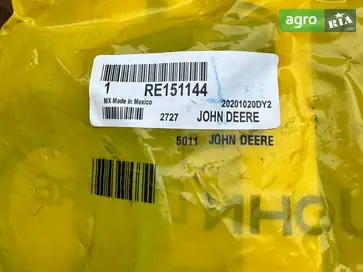 agro RIA
1 RE151144
MX Made in Mexico 20201020DY2
2727 JOHN DEERE
5011 JOHN DEERE